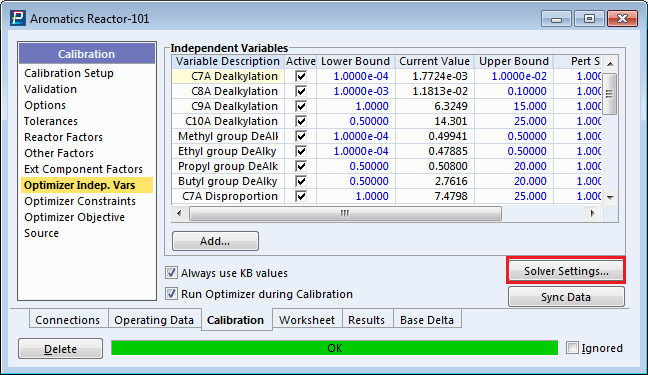 Aromatics Reactor-101
Calibration
Calibration Setup
Validation
Options
Tolerances
Reactor Factors
Other Factors
Ext Component Factors
Optimizer Indep. Vars
Optimizer Constraints
Optimizer Objective
Source
Independent Variables
Variable Description Active Lower Bound Current Value Upper Bound Pert S
C7A Dealkylation 1.0000e-04 1.7724e-03 1.0000e-02 1.000
C8A Dealkylation 1.0000e-03 1.1813e-02 0.10000 1.000
C9A Dealkylation 1.0000 6.3249 15.000 1.000
C10A Dealkylation 0.50000 14.301 25.000 1.000
Methyl group DeAlk 1.0000e-04 0.49941 5.0000 1.000
Ethyl group DeAlky 1.0000e-04 0.47885 5.0000 1.000
Propyl group DeAlk 0.50000 0.50800 20.000 1.000
Butyl group DeAlky 0.50000 2.7616 20.000 1.000
C7A Disproportion 1.0000 7.4798 25.000 1.000
Add...
Always use KB values
Run Optimizer during Calibration
Solver Settings...
Sync Data
Connections Operating Data Calibration Worksheet Results Base Delta
Delete OK Ignored